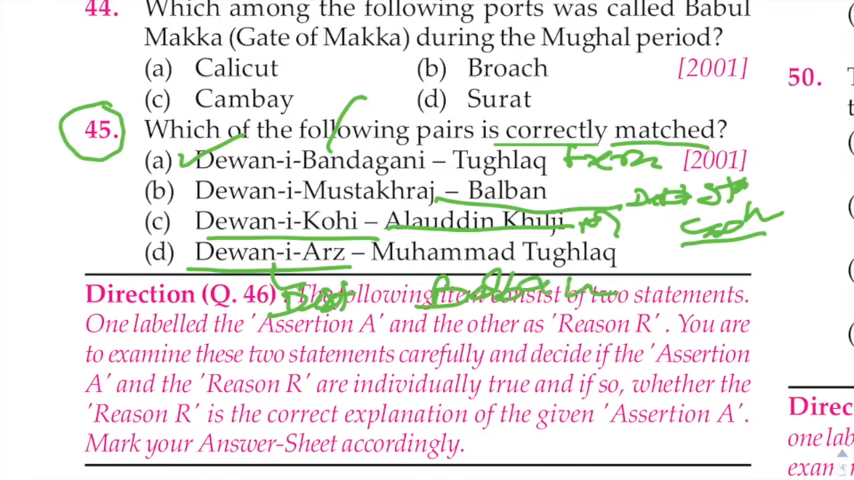 44. Which among the following ports was called Babul
Makka (Gate of Makka) during the Mughal period?
(a) Calicut (b) Broach [2001]
(c) Cambay (d) Surat
45. Which of the following pairs is correctly matched?
(a) Dewan-i-Bandagani – Tughlaq [2001]
(b) Dewan-i-Mustakhraj – Balban
(c) Dewan-i-Kohi – Alauddin Khilji
(d) Dewan-i-Arz – Muhammad Tughlaq
Direction (Q. 46) : The following item consist of two statements.
One labelled the 'Assertion A' and the other as 'Reason R'. You are
to examine these two statements carefully and decide if the 'Assertion
A' and the 'Reason R' are individually true and if so, whether the
'Reason R' is the correct explanation of the given 'Assertion A'.
Mark your Answer-Sheet accordingly.
50.
Direc
one lab
exam